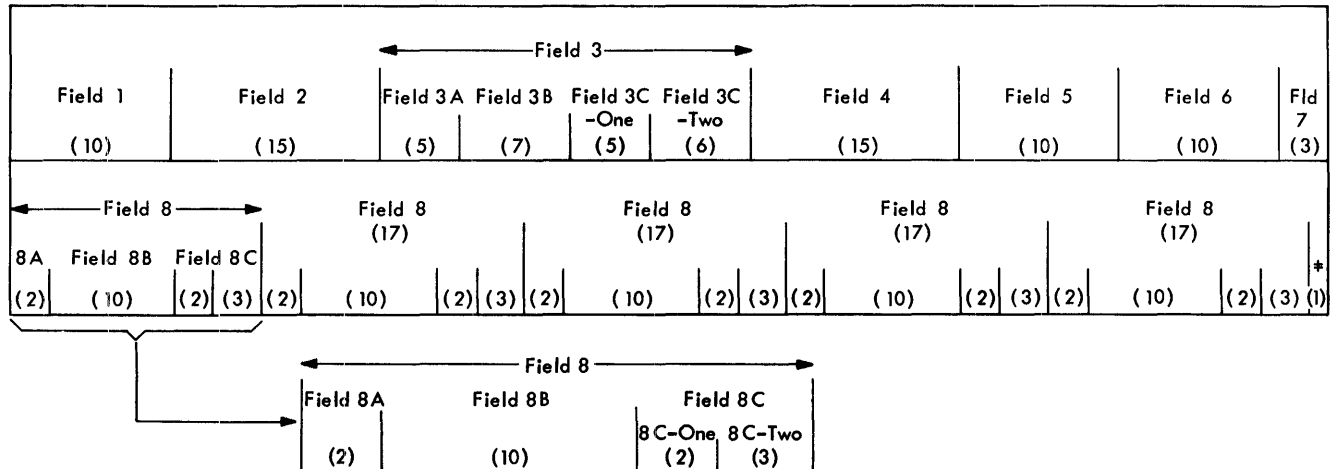 Field 3
Field 1 Field 2 Field 3A Field 3B Field 3C Field 3C Field 4 Field 5 Field 6 Fld
-One -Two 7
(10) (15) (5) (7) (5) (6) (15) (10) (10) (3)
Field 8 Field 8 Field 8 Field 8 Field 8
(17) (17) (17) (17)
8A Field 8B Field 8C ‡
(2) (10) (2) (3) (2) (10) (2) (3) (2) (10) (2) (3) (2) (10) (2) (3) (2) (10) (2) (3) (1)
Field 8
Field 8A Field 8B Field 8C
8C-One 8C-Two
(2) (10) (2) (3)